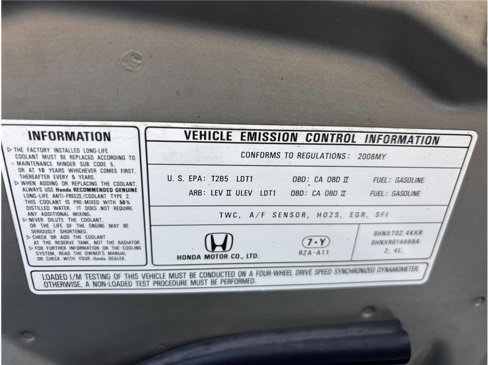 INFORMATION
▷ THE FACTORY INSTALLED LONG-LIFE
COOLANT MUST BE REPLACED ACCORDING TO
MAINTENANCE MINDER SUB CODE 5,
OR AT 10 YEARS WHICHEVER COMES FIRST.
THEREAFTER EVERY 5 YEARS.
▷ WHEN ADDING OR REPLACING THE COOLANT,
ALWAYS USE Honda RECOMMENDED GENUINE
LONG-LIFE ANTI-FREEZE/COOLANT TYPE 2.
THIS COOLANT IS PRE-MIXED WITH 50%
DISTILLED WATER. IT DOES NOT REQUIRE
ANY ADDITIONAL MIXING.
▷ NEVER DILUTE THE COOLANT,
OR THE LIFE OF THE ENGINE MAY BE
SERIOUSLY SHORTENED.
▷ CHECK OR ADD THE COOLANT
AT THE RESERVE TANK, NOT THE RADIATOR.
▷ FOR FURTHER INFORMATION ON THE COOLING
SYSTEM, READ THE OWNER'S MANUAL
OR CHECK WITH YOUR Honda DEALER.
VEHICLE EMISSION CONTROL INFORMATION
CONFORMS TO REGULATIONS: 2008MY
U.S. EPA: T2B5 LDT1 OBD: CA OBD II FUEL: GASOLINE
ARB: LEV II ULEV LDT1 OBD: CA OBD II FUEL: GASOLINE
TWC, A/F SENSOR, HO2S, EGR, SFI
HONDA MOTOR CO., LTD.
7-Y
RZA-A11
8HNXT02.4KKR
8HNXR0146BBA
2.4L
LOADED I/M TESTING OF THIS VEHICLE MUST BE CONDUCTED ON A FOUR-WHEEL DRIVE SPEED SYNCHRONIZED DYNAMOMETER,
OTHERWISE, A NON-LOADED TEST PROCEDURE MUST BE PERFORMED.